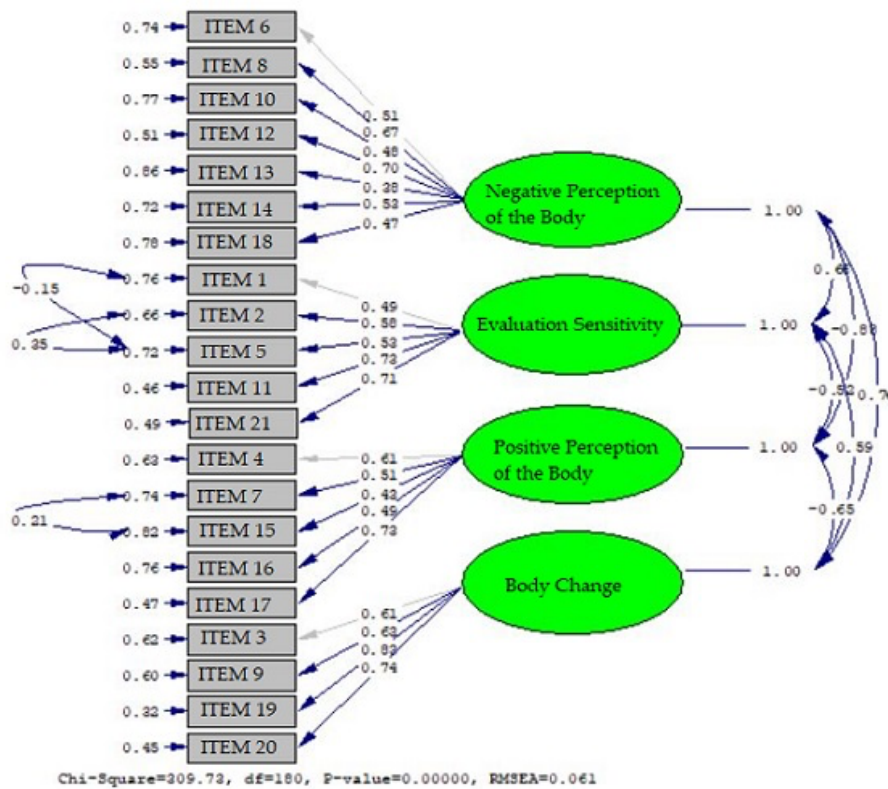 0.74 ITEM 6
0.55 ITEM 8
0.77 ITEM 10
0.51 ITEM 12
0.86 ITEM 13
0.72 ITEM 14
0.78 ITEM 18
0.76 ITEM 1
0.66 ITEM 2
0.72 ITEM 5
0.46 ITEM 11
0.49 ITEM 21
0.63 ITEM 4
0.74 ITEM 7
0.82 ITEM 15
0.76 ITEM 16
0.47 ITEM 17
0.62 ITEM 3
0.60 ITEM 9
0.32 ITEM 19
0.45 ITEM 20
-0.15
0.35
0.21
0.51
0.67
0.48
0.70
0.38
0.53
0.47
0.49
0.58
0.53
0.73
0.71
0.61
0.51
0.43
0.49
0.73
0.61
0.63
0.82
0.74
Negative Perception
of the Body
Evaluation Sensitivity
Positive Perception
of the Body
Body Change
1.00
1.00
1.00
1.00
0.59
-0.65
Chi-Square=309.73, df=180, P-value=0.00000, RMSEA=0.061